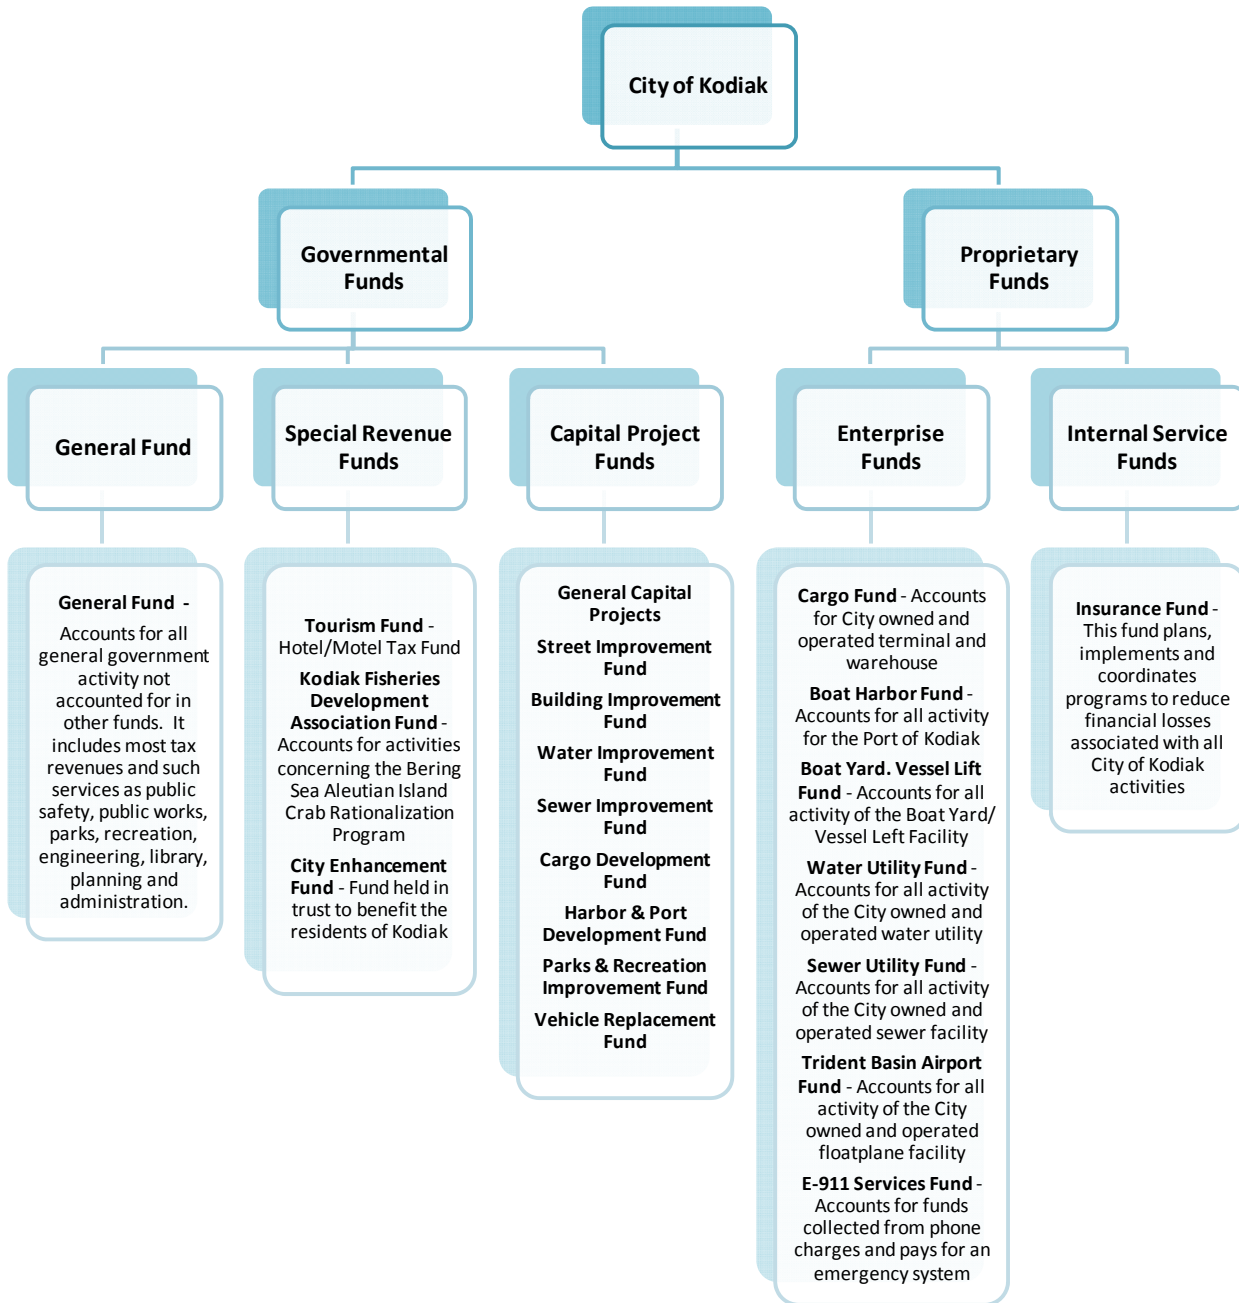 City of Kodiak
Governmental
Funds
Proprietary
Funds
General Fund
Special Revenue
Funds
Capital Project
Funds
Enterprise
Funds
Internal Service
Funds
General Fund -
Accounts for all
general government
activity not
accounted for in
other funds. It
includes most tax
revenues and such
services as public
safety, public works,
parks, recreation,
engineering, library,
planning and
administration.
Tourism Fund -
Hotel/Motel Tax Fund
Kodiak Fisheries
Development
Association Fund -
Accounts for activities
concerning the Bering
Sea Aleutian Island
Crab Rationalization
Program
City Enhancement
Fund - Fund held in
trust to benefit the
residents of Kodiak
General Capital
Projects
Street Improvement
Fund
Building Improvement
Fund
Water Improvement
Fund
Sewer Improvement
Fund
Cargo Development
Fund
Harbor & Port
Development Fund
Parks & Recreation
Improvement Fund
Vehicle Replacement
Fund
Cargo Fund - Accounts
for City owned and
operated terminal and
warehouse
Boat Harbor Fund -
Accounts for all activity
for the Port of Kodiak
Boat Yard. Vessel Lift
Fund - Accounts for all
activity of the Boat Yard/
Vessel Left Facility
Water Utility Fund -
Accounts for all activity
of the City owned and
operated water utility
Sewer Utility Fund -
Accounts for all activity
of the City owned and
operated sewer facility
Trident Basin Airport
Fund - Accounts for all
activity of the City
owned and operated
floatplane facility
E-911 Services Fund -
Accounts for funds
collected from phone
charges and pays for an
emergency system
Insurance Fund -
This fund plans,
implements and
coordinates
programs to reduce
financial losses
associated with all
City of Kodiak
activities